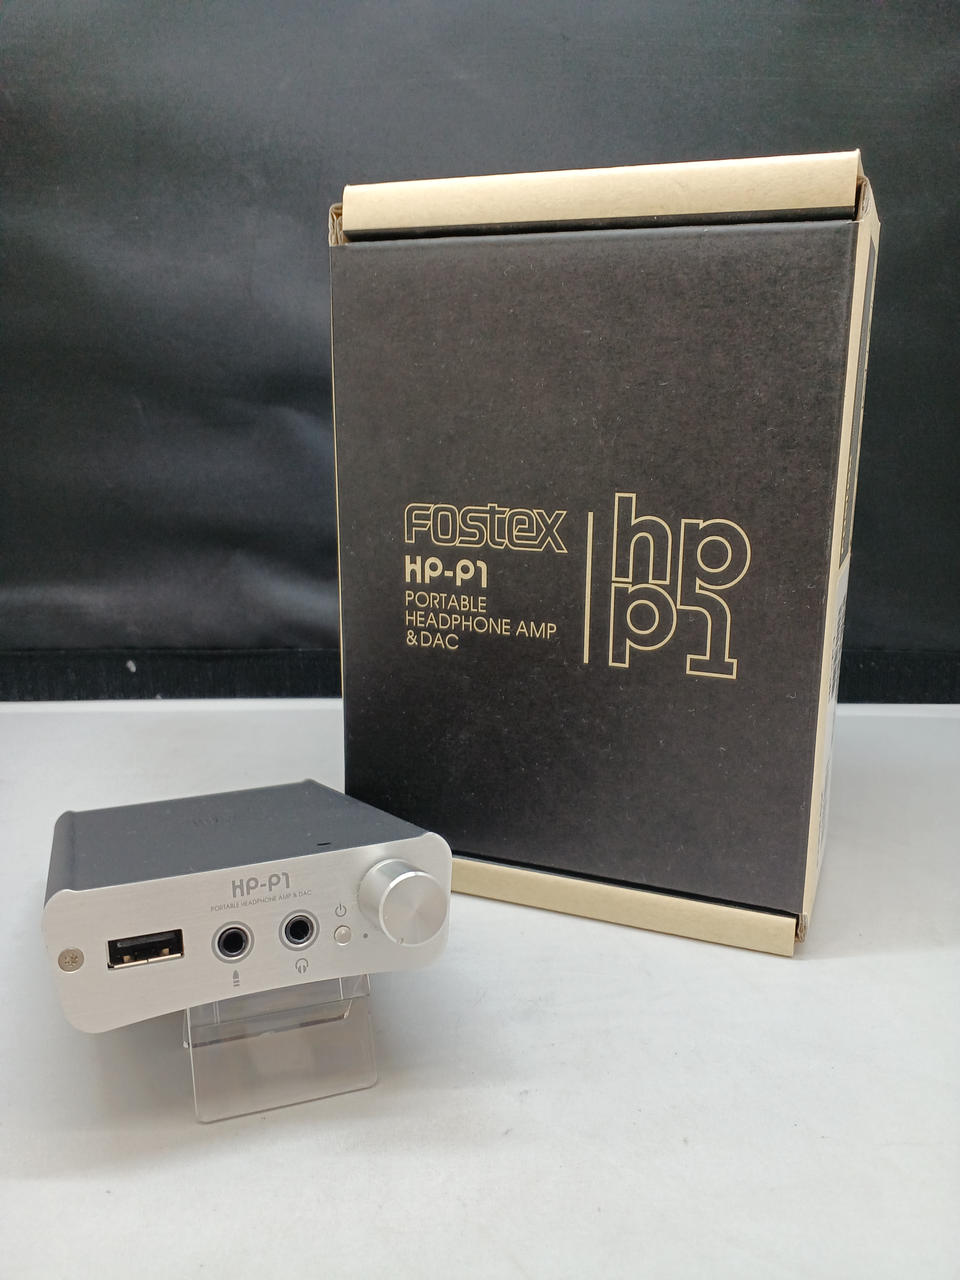 FOSTEX
HP-P1
PORTABLE
HEADPHONE AMP
& DAC
hp
p1
HP-P1
PORTABLE HEADPHONE AMP & DAC